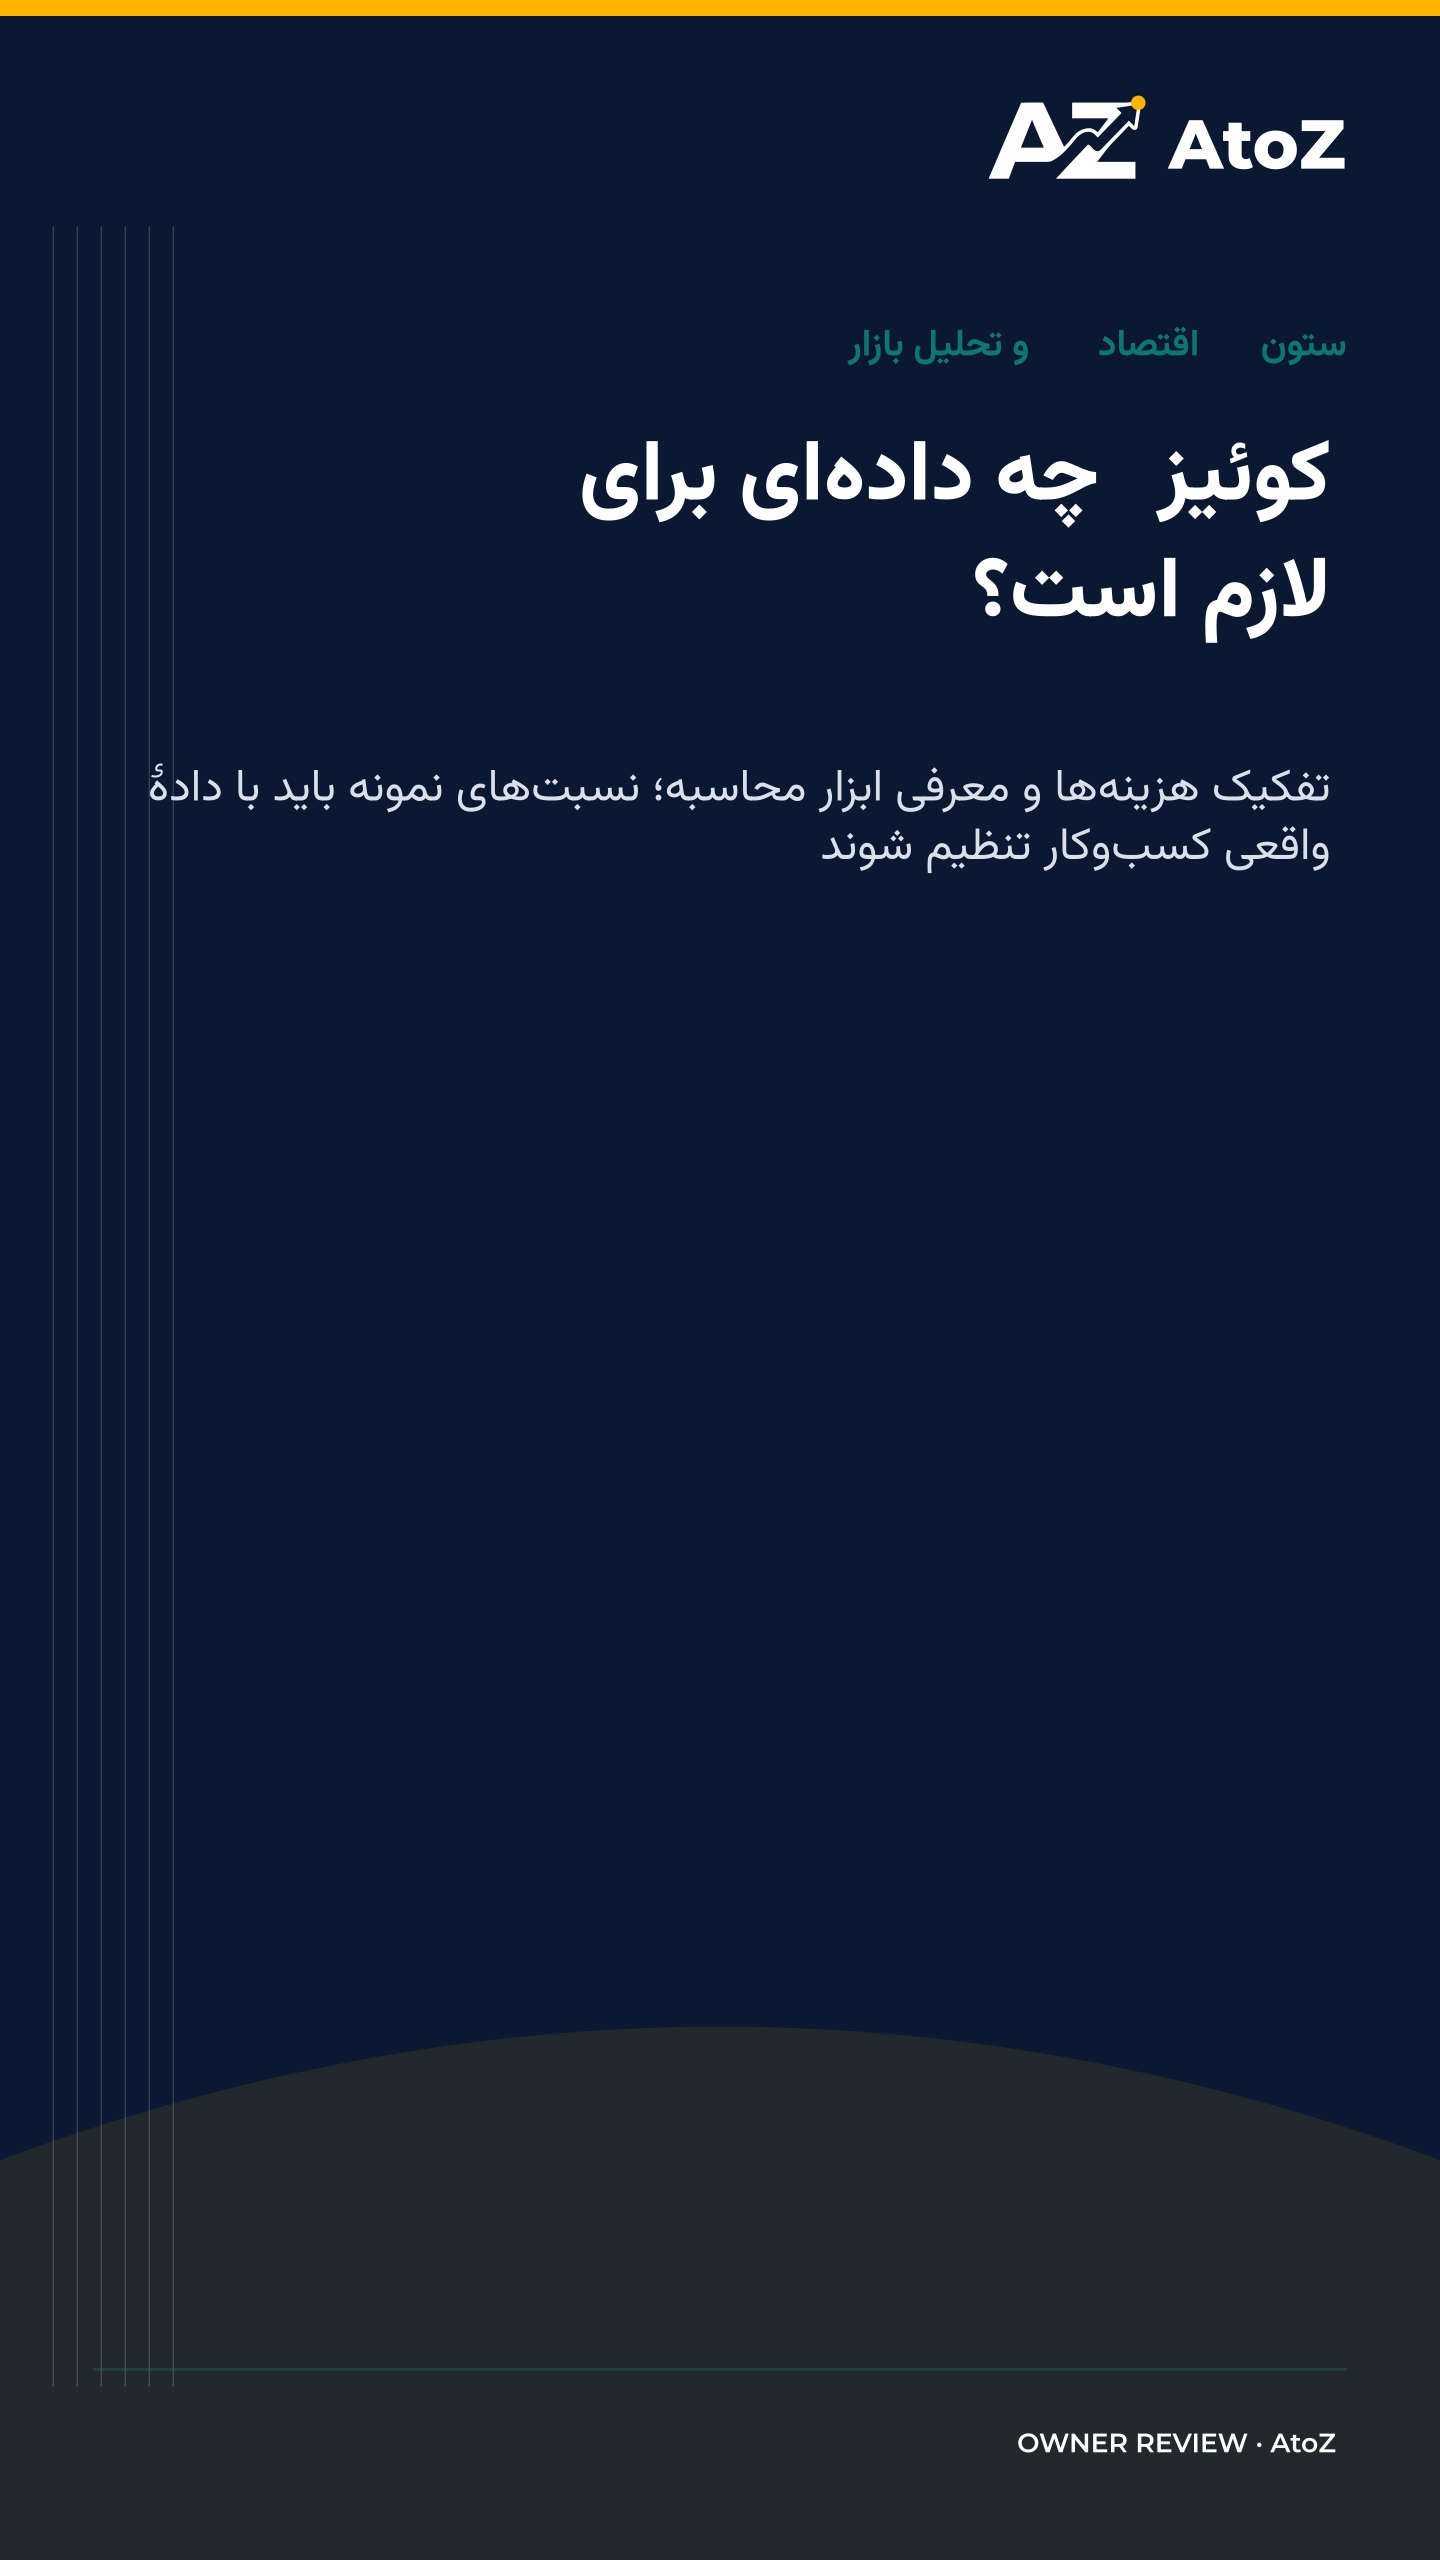 AZ AtoZ
ستون اقتصاد و تحلیل بازار
کوئیز چه داده‌ای برای
لازم است؟
تفکیک هزینه‌ها و معرفی ابزار محاسبه؛ نسبت‌های نمونه باید با دادهٔ
واقعی کسب‌وکار تنظیم شوند
OWNER REVIEW · AtoZ